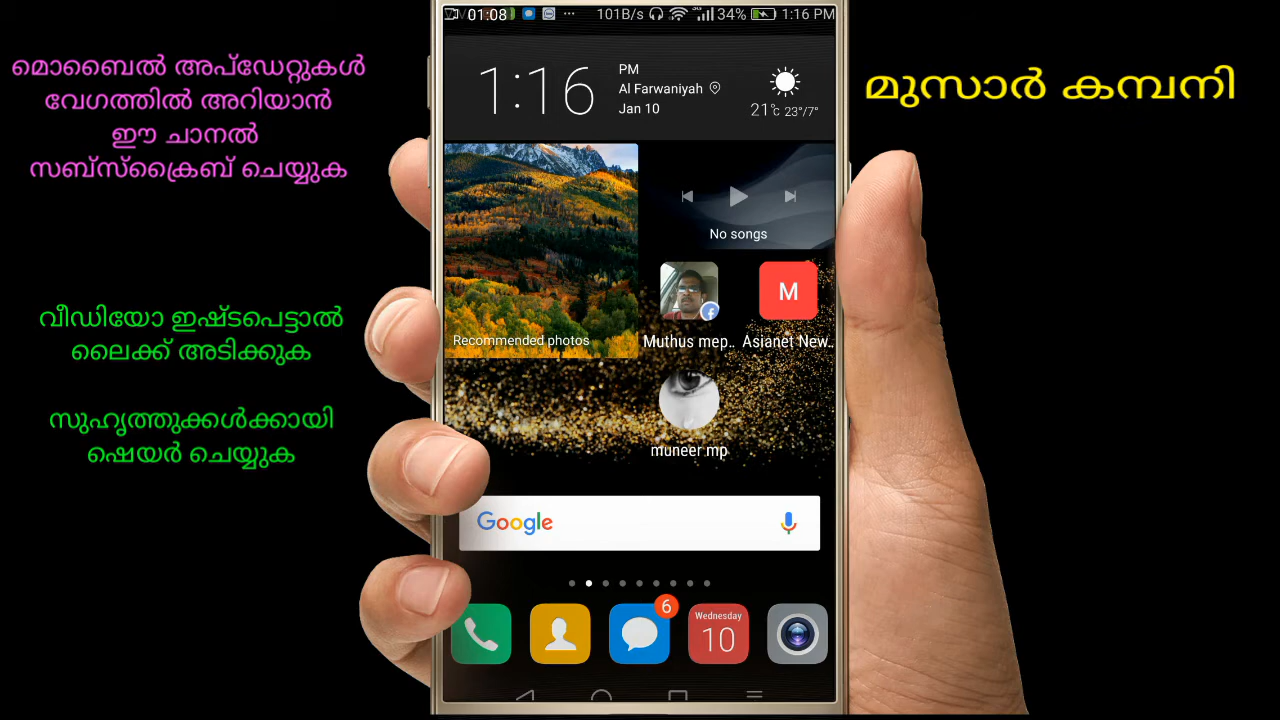 01:08
101B/s
34%
1:16 PM
മൊബൈൽ അപ്ഡേറ്റുകൾ
വേഗത്തിൽ അറിയാൻ
ഈ ചാനൽ
സബ്സ്ക്രൈബ് ചെയ്യുക
മുസാർ കമ്പനി
1:16
PM
Al Farwaniyah
Jan 10
21°C 23°/7°
No songs
Recommended photos
M
Muthus mep..
Asianet New..
muneer mp
വീഡിയോ ഇഷ്ടപെട്ടാൽ
ലൈക്ക് അടിക്കുക
സുഹൃത്തുക്കൾക്കായി
ഷെയർ ചെയ്യുക
Google
6
Wednesday
10